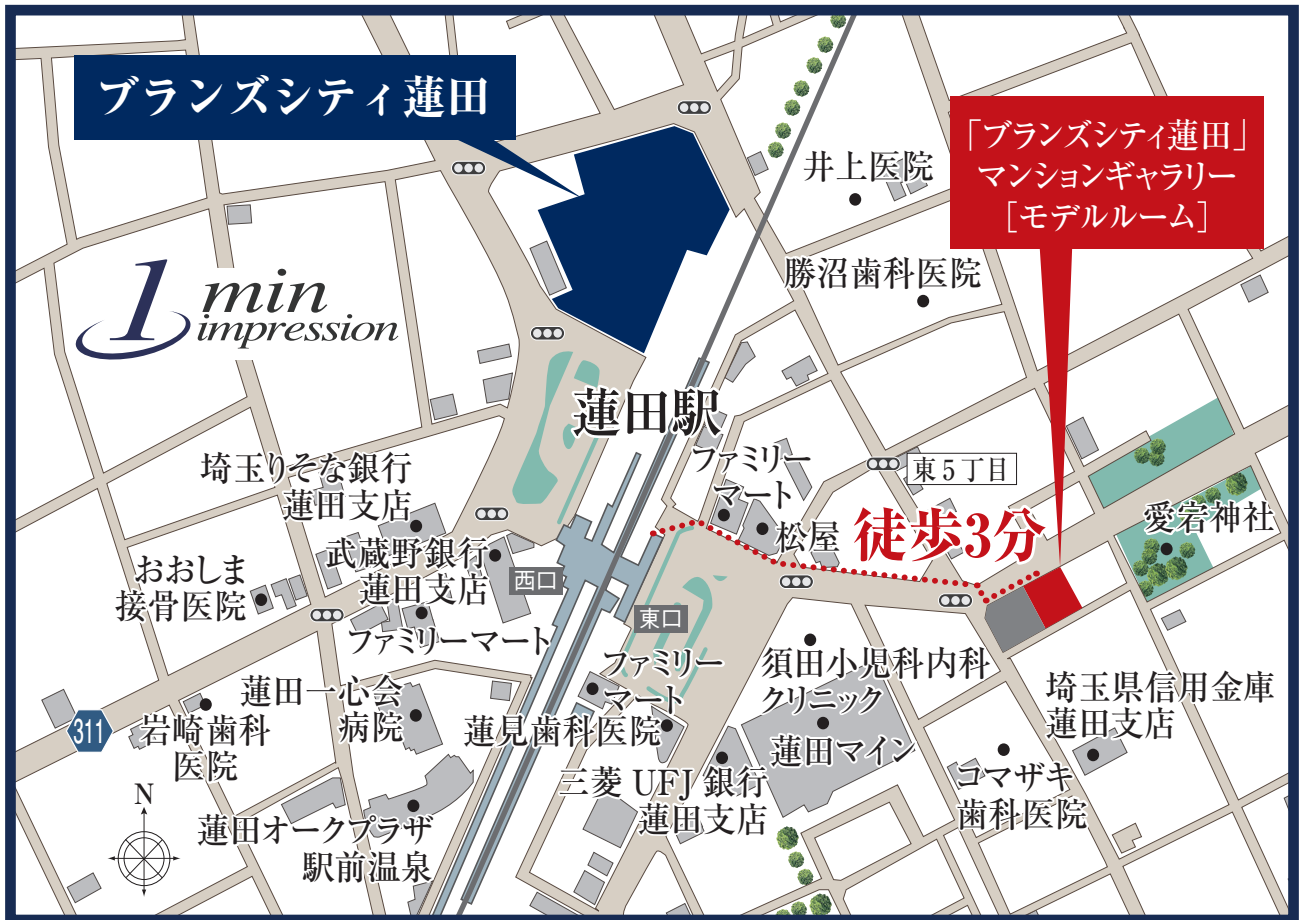 ブランズシティ蓮田
「ブランズシティ蓮田」
マンションギャラリー
［モデルルーム］
井上医院
勝沼歯科医院
1 min
impression
蓮田駅
ファミリー
マート
東5丁目
埼玉りそな銀行
蓮田支店
松屋
徒歩3分
愛宕神社
武蔵野銀行
蓮田支店
西口
おおしま
接骨医院
ファミリーマート
東口
ファミリー
マート
須田小児科内科
クリニック
蓮田一心会
病院
蓮見歯科医院
埼玉県信用金庫
蓮田支店
311
岩崎歯科
医院
蓮田マイン
三菱UFJ銀行
蓮田支店
コマザキ
歯科医院
N
蓮田オークプラザ
駅前温泉